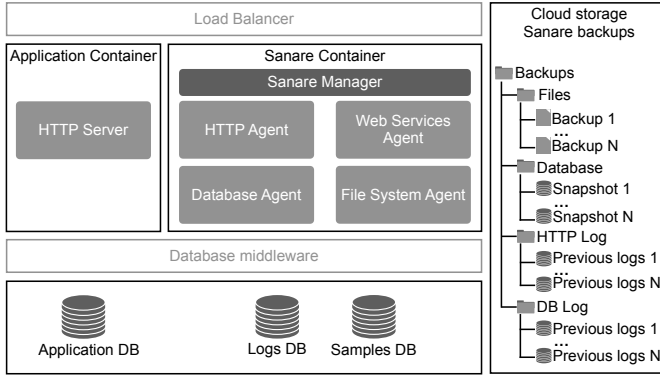 Load Balancer
Application Container
HTTP Server
Sanare Container
Sanare Manager
HTTP Agent
Web Services
Agent
Database Agent
File System Agent
Database middleware
Application DB
Logs DB
Samples DB
Cloud storage
Sanare backups
Backups
Files
Backup 1
...
Backup N
Database
Snapshot 1
...
Snapshot N
HTTP Log
Previous logs 1
...
Previous logs N
DB Log
Previous logs 1
...
Previous logs N